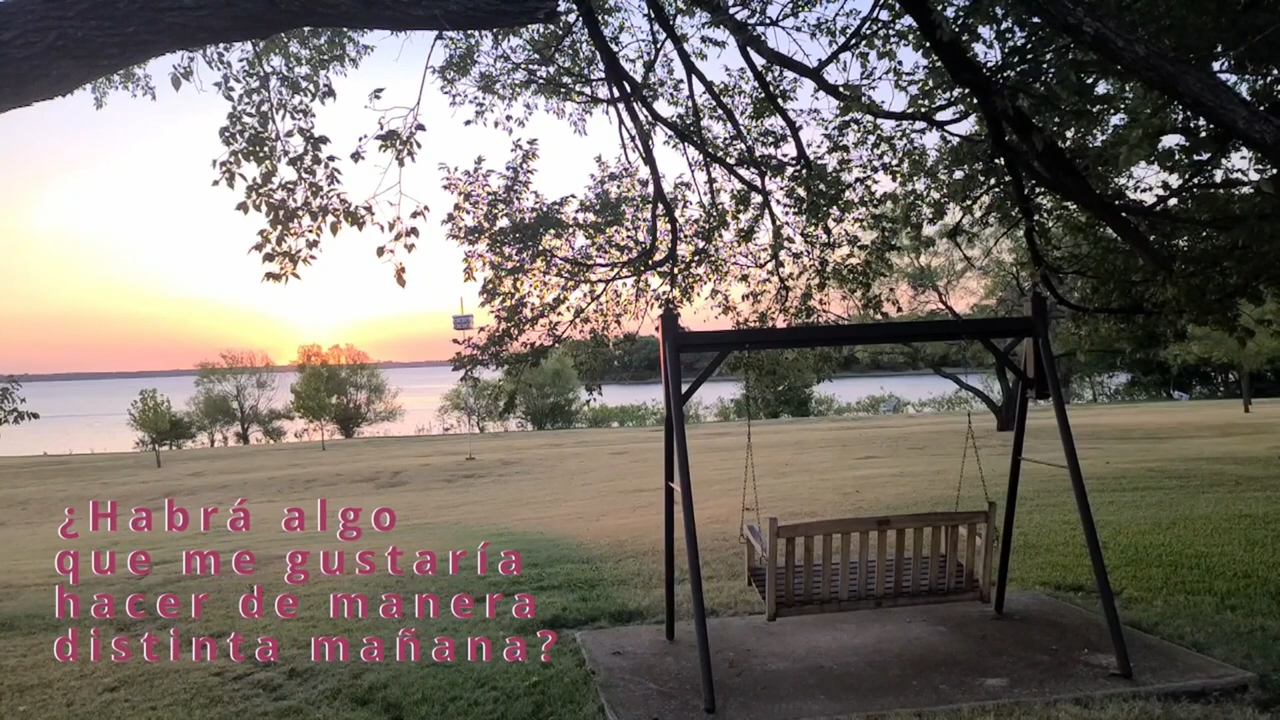 ¿Habrá algo
que me gustaría
hacer de manera
distinta mañana?